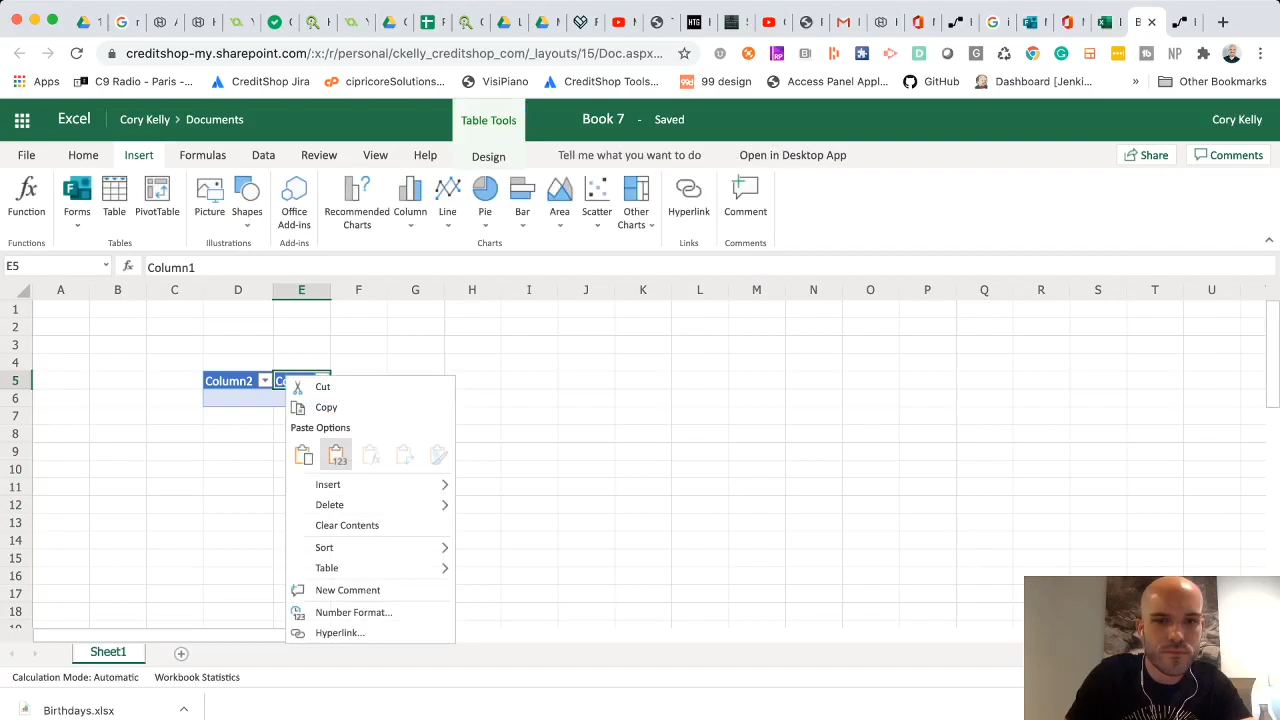 creditshop-my.sharepoint.com/:x:/r/personal/ckelly_creditshop_com/_layouts/15/Doc.aspx...
Apps C9 Radio - Paris -... CreditShop Jira cipricoreSolutions... VisiPiano CreditShop Tools... 99 design Access Panel Appl... GitHub Dashboard [Jenki... » Other Bookmarks
Excel Cory Kelly > Documents Table Tools Book 7 - Saved Cory Kelly
File Home Insert Formulas Data Review View Help Design Tell me what you want to do Open in Desktop App Share Comments
Function Forms Table PivotTable Picture Shapes Office Add-ins Recommended Charts Column Line Pie Bar Area Scatter Other Charts Hyperlink Comment
Functions Tables Illustrations Add-ins Charts Links Comments
E5 fx Column1
A B C D E F G H I J K L M N O P Q R S T U
1
2
3
4
5 Column2
6
7
8
9
10
11
12
13
14
15
16
17
18
Cut
Copy
Paste Options
Insert
Delete
Clear Contents
Sort
Table
New Comment
Number Format...
Hyperlink...
Sheet1
Calculation Mode: Automatic Workbook Statistics
Birthdays.xlsx